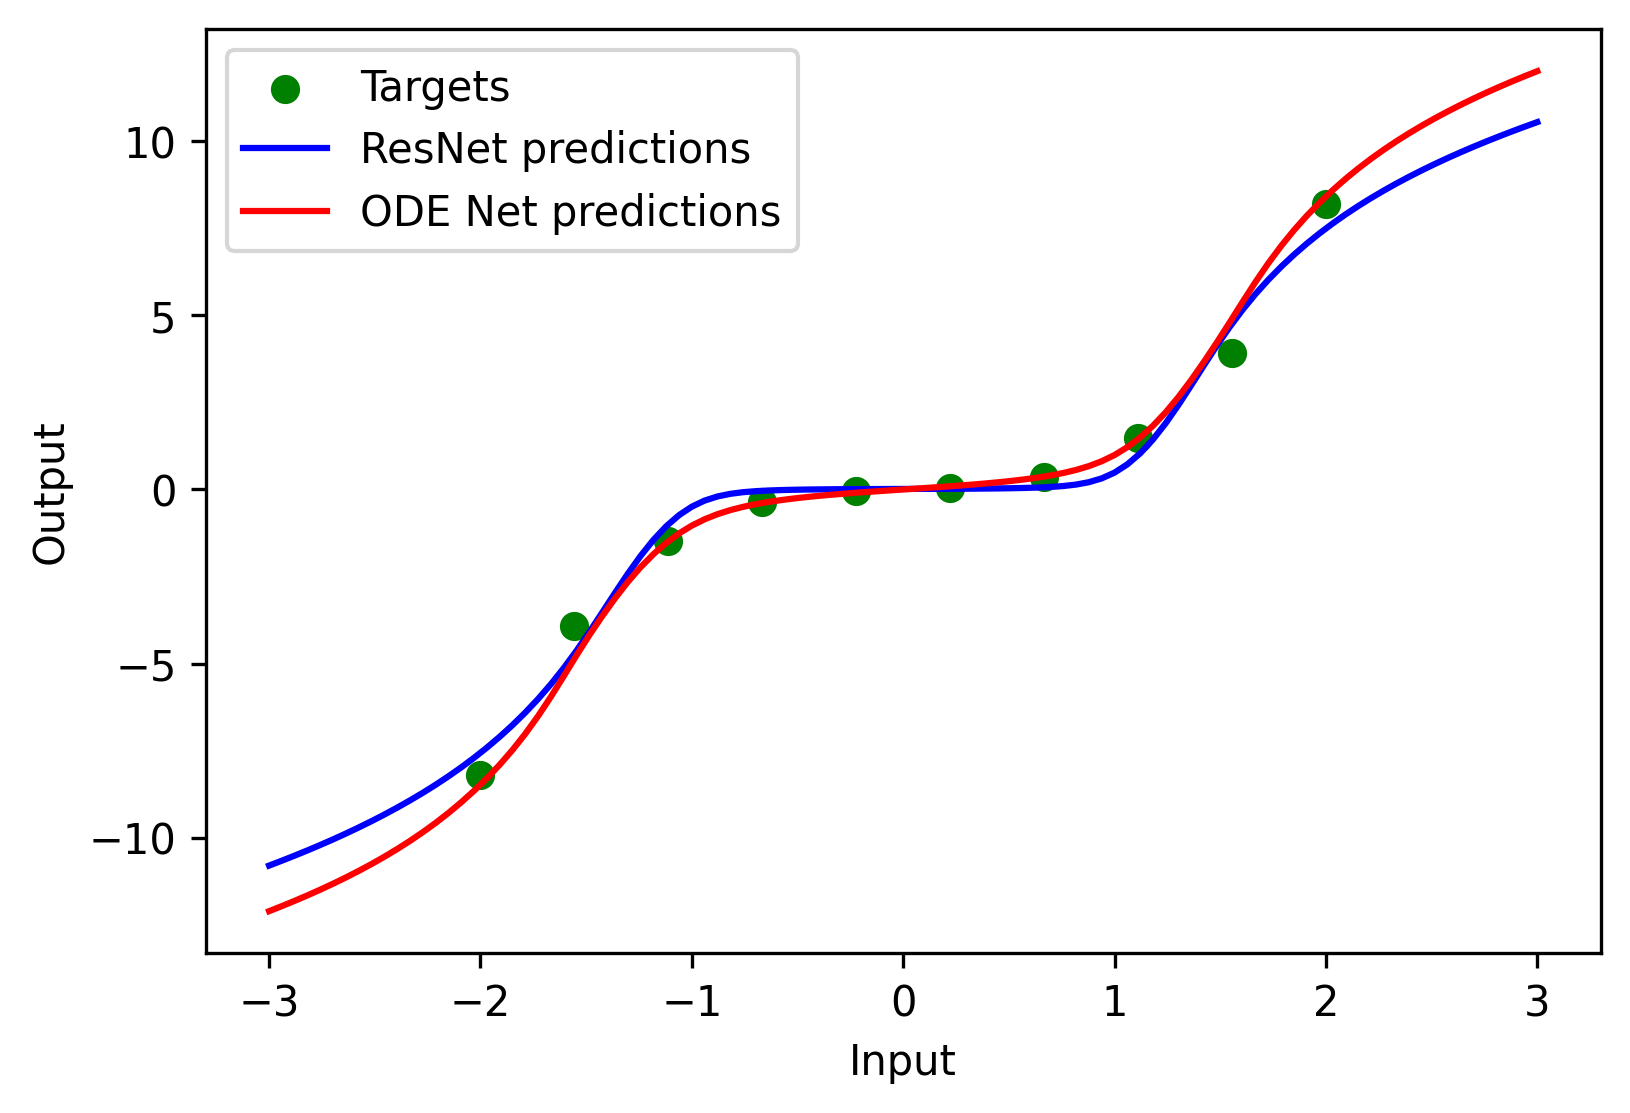 Targets
ResNet predictions
ODE Net predictions
10
5
0
−5
−10
Output
−3 −2 −1 0 1 2 3
Input